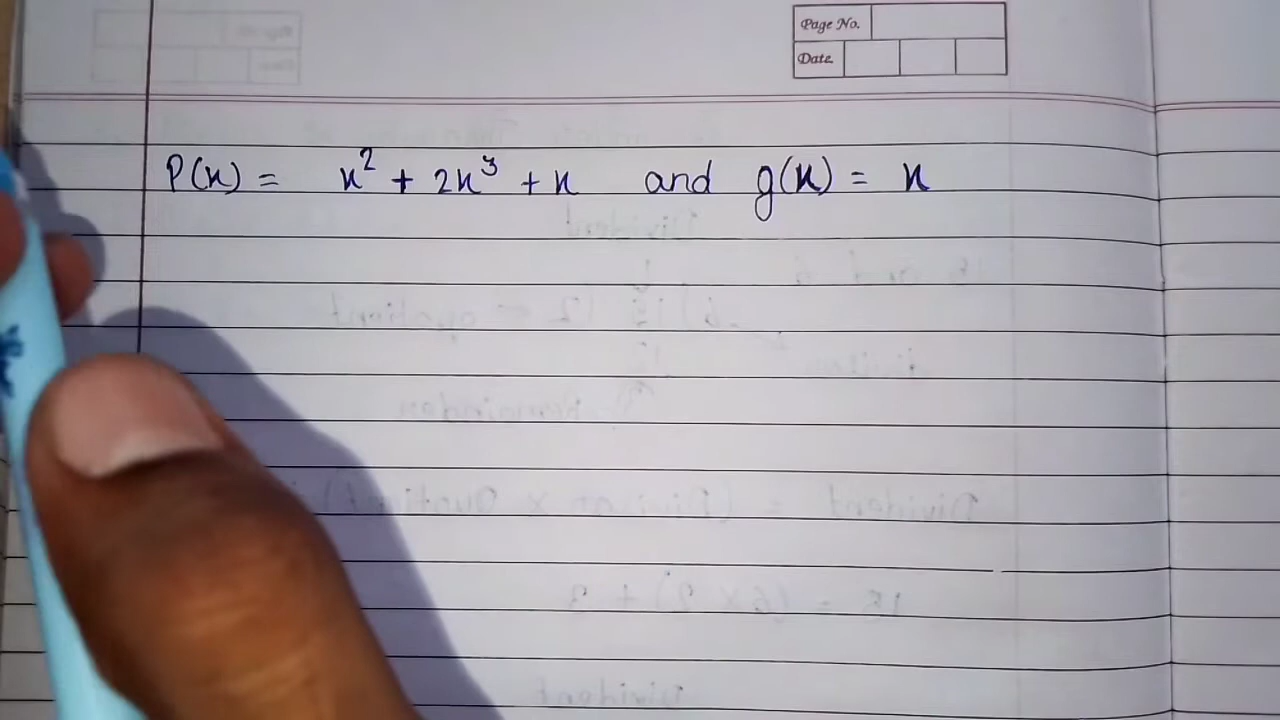 Page No.
Date.
P(x) = x² + 2x³ + x and g(x) = x